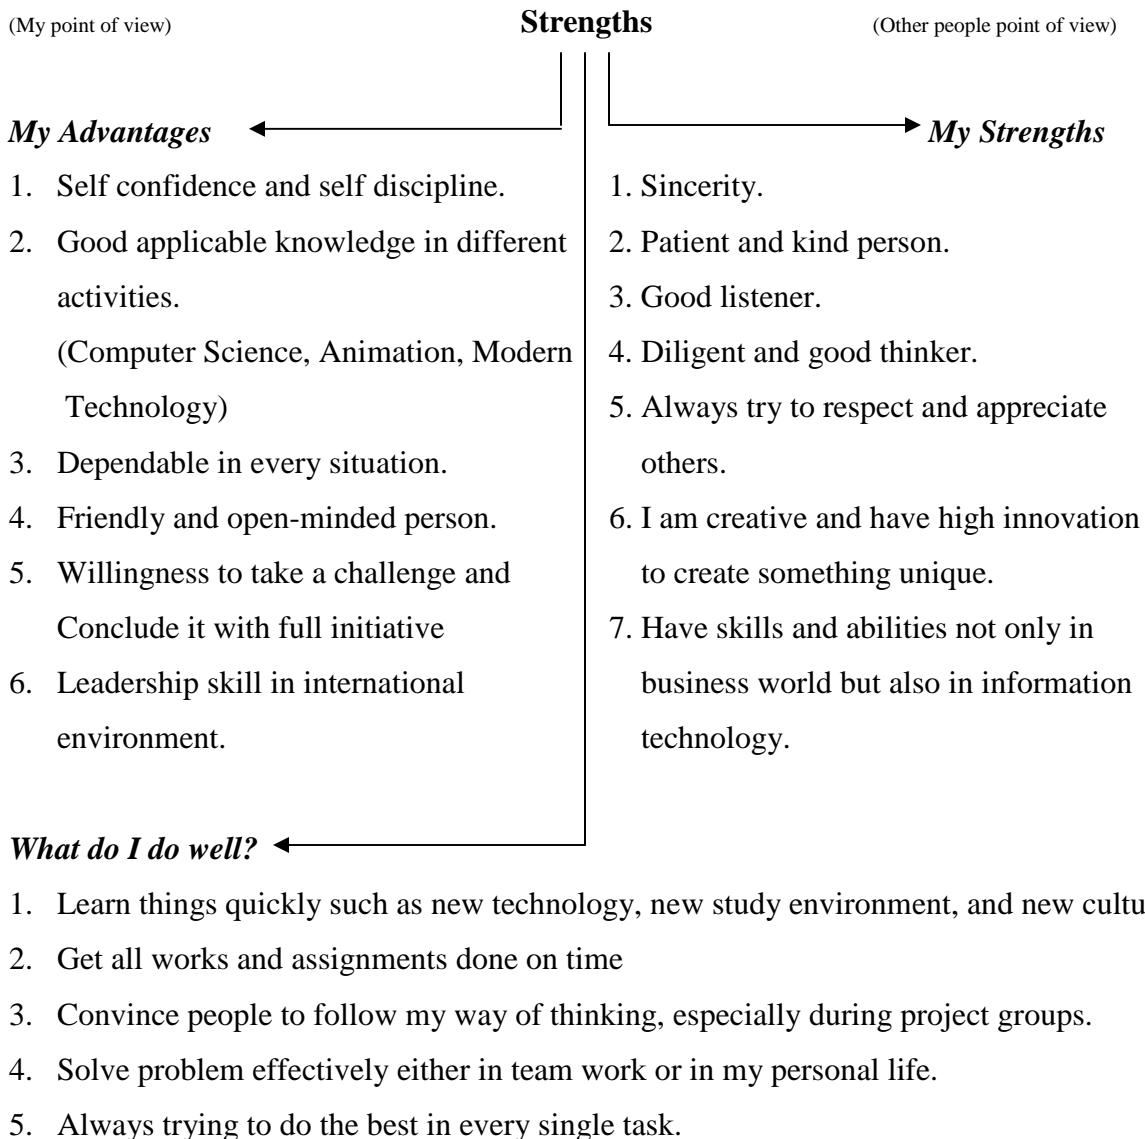 (My point of view) Strengths (Other people point of view)
My Advantages
1. Self confidence and self discipline.
2. Good applicable knowledge in different
activities.
(Computer Science, Animation, Modern
Technology)
3. Dependable in every situation.
4. Friendly and open-minded person.
5. Willingness to take a challenge and
Conclude it with full initiative
6. Leadership skill in international
environment.
My Strengths
1. Sincerity.
2. Patient and kind person.
3. Good listener.
4. Diligent and good thinker.
5. Always try to respect and appreciate
others.
6. I am creative and have high innovation
to create something unique.
7. Have skills and abilities not only in
business world but also in information
technology.
What do I do well?
1. Learn things quickly such as new technology, new study environment, and new cultu
2. Get all works and assignments done on time
3. Convince people to follow my way of thinking, especially during project groups.
4. Solve problem effectively either in team work or in my personal life.
5. Always trying to do the best in every single task.